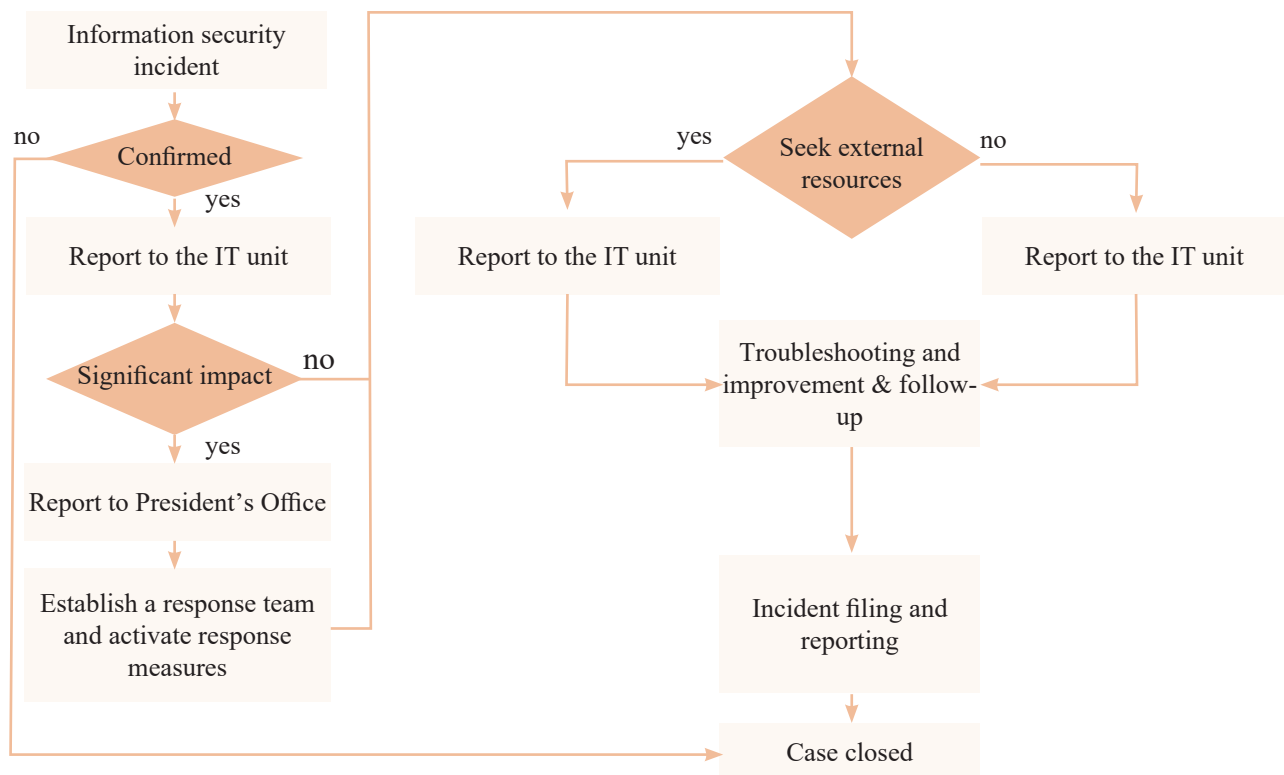 Information security
incident
no
Confirmed
yes
Report to the IT unit
Significant impact
no
yes
Report to President’s Office
Establish a response team
and activate response
measures
yes
Seek external
resources
no
Report to the IT unit
Report to the IT unit
Troubleshooting and
improvement & follow-
up
Incident filing and
reporting
Case closed